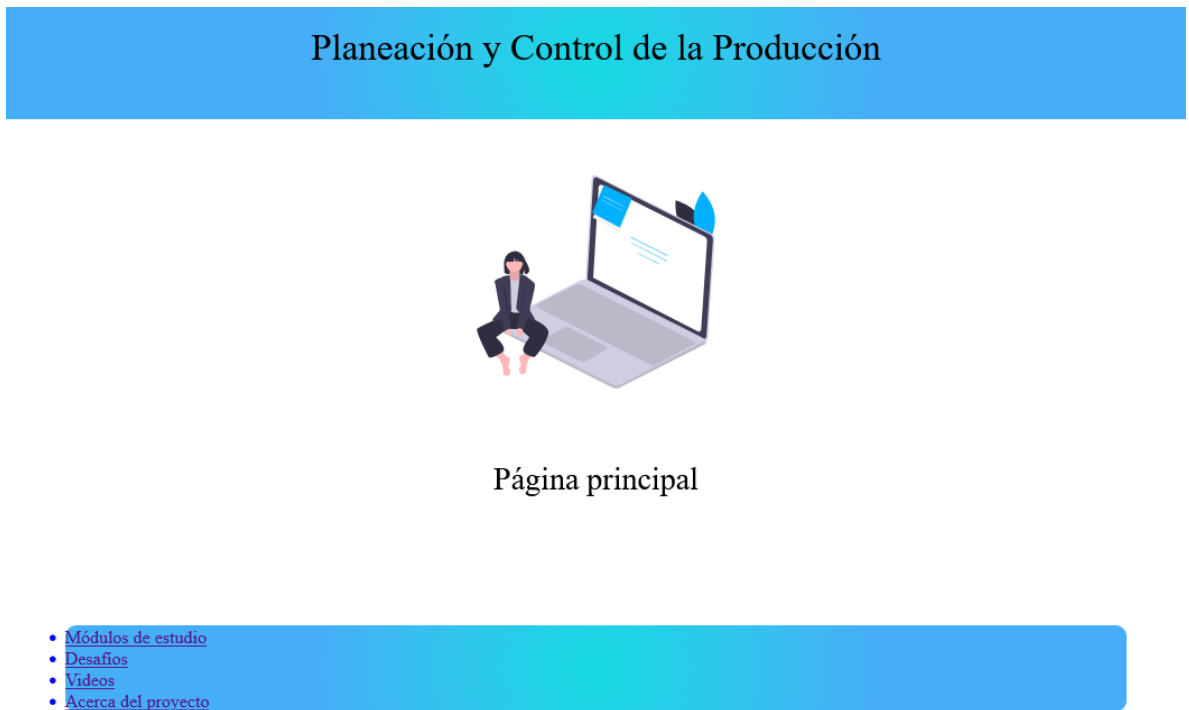 Planeación y Control de la Producción
Página principal
Módulos de estudio
Desafíos
Videos
Acerca del proyecto